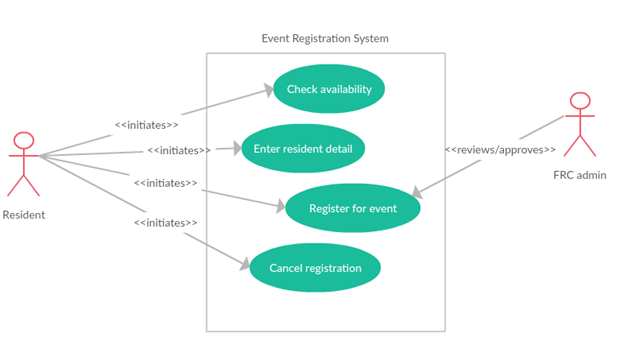 Event Registration System
Check availability
<<initiates>>
Enter resident detail
<<initiates>>
<<reviews/approves>>
FRC admin
<<initiates>>
Register for event
Resident
<<initiates>>
Cancel registration